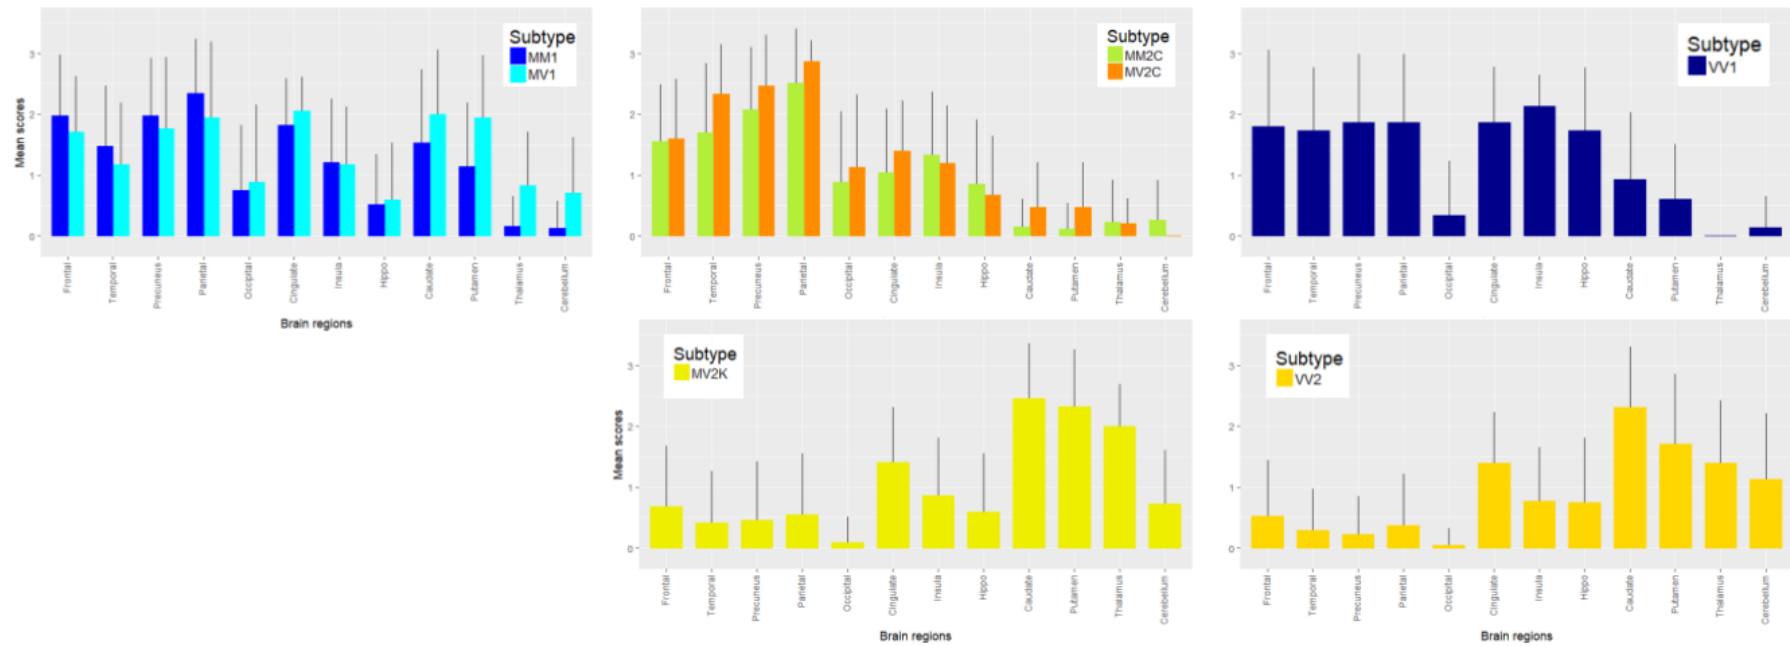 Subtype
MM1
MV1
Mean scores
3
2
1
0
Frontal
Temporal
Precuneus
Parietal
Occipital
Cingulate
Insula
Hippo
Caudate
Putamen
Thalamus
Cerebellum
Brain regions
Subtype
MM2C
MV2C
3
2
1
0
Frontal
Temporal
Precuneus
Parietal
Occipital
Cingulate
Insula
Hippo
Caudate
Putamen
Thalamus
Cerebellum
Subtype
VV1
3
2
1
0
Frontal
Temporal
Precuneus
Parietal
Occipital
Cingulate
Insula
Hippo
Caudate
Putamen
Thalamus
Cerebellum
Subtype
MV2K
Mean scores
3
2
1
0
Frontal
Temporal
Precuneus
Parietal
Occipital
Cingulate
Insula
Hippo
Caudate
Putamen
Thalamus
Cerebellum
Brain regions
Subtype
VV2
3
2
1
0
Frontal
Temporal
Precuneus
Parietal
Occipital
Cingulate
Insula
Hippo
Caudate
Putamen
Thalamus
Cerebellum
Brain regions